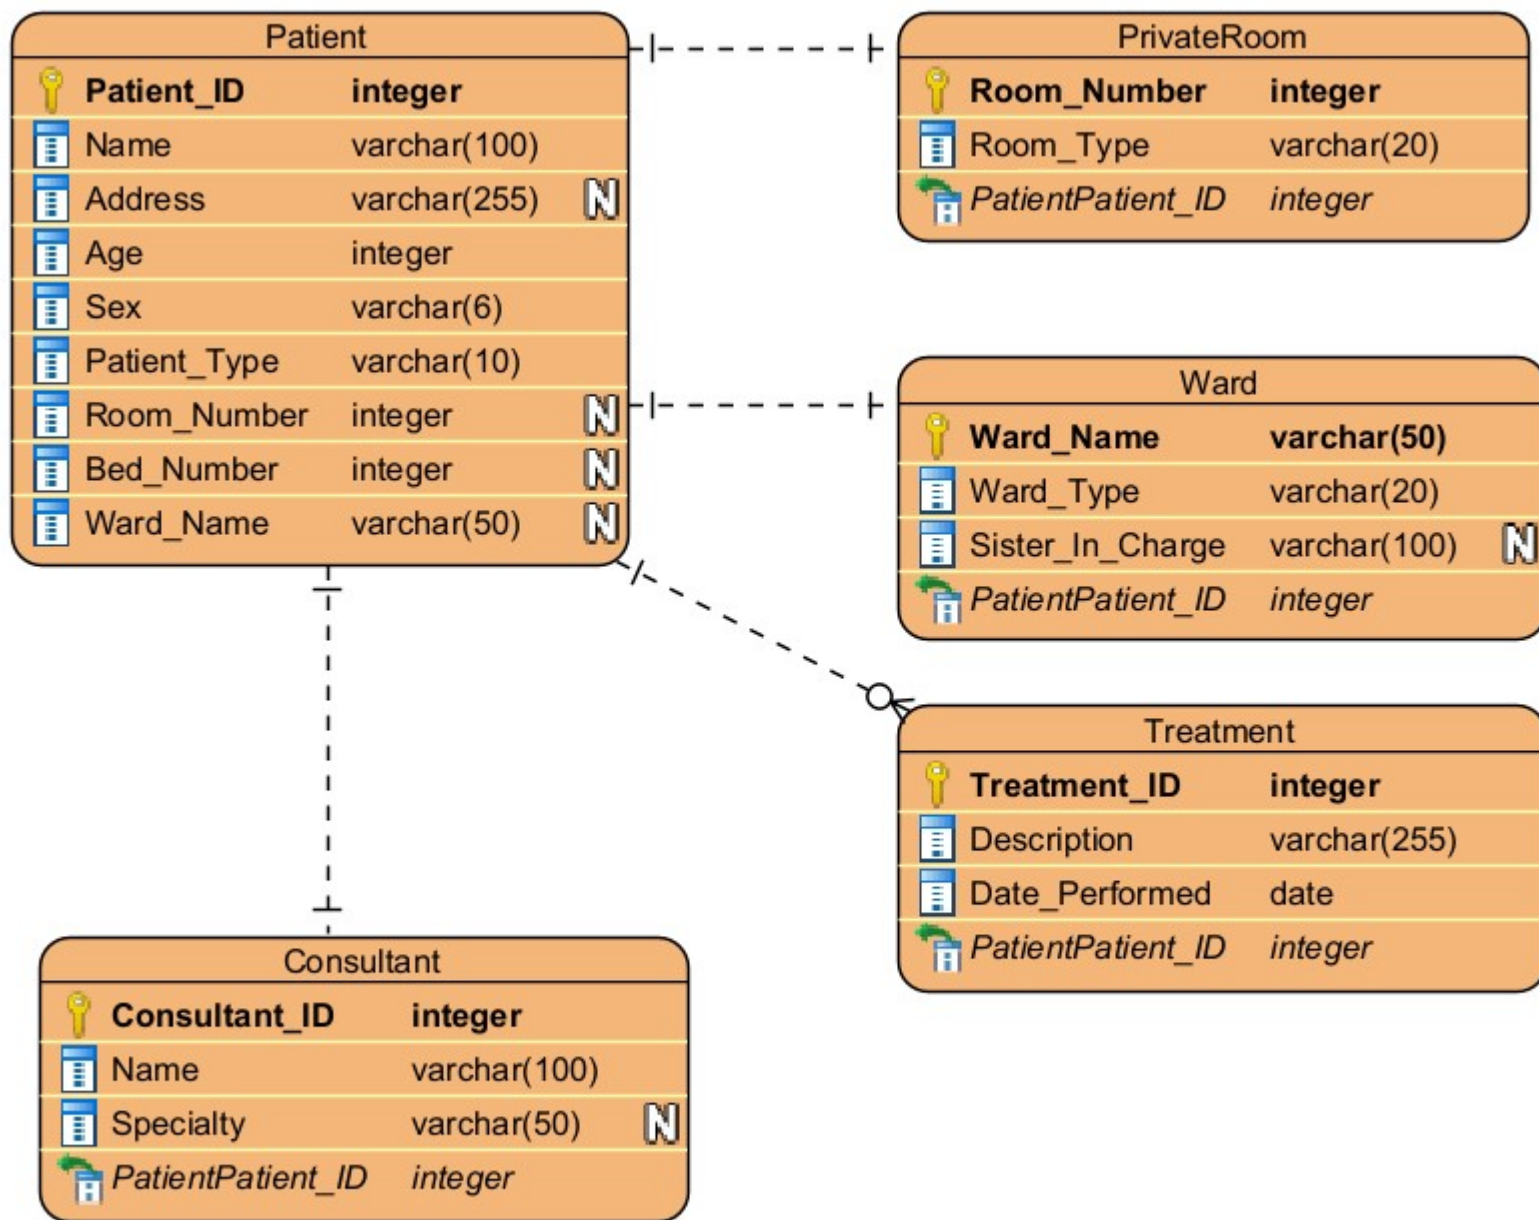 Patient
Patient_ID integer
Name varchar(100)
Address varchar(255) N
Age integer
Sex varchar(6)
Patient_Type varchar(10)
Room_Number integer N
Bed_Number integer N
Ward_Name varchar(50) N
PrivateRoom
Room_Number integer
Room_Type varchar(20)
PatientPatient_ID integer
Ward
Ward_Name varchar(50)
Ward_Type varchar(20)
Sister_In_Charge varchar(100) N
PatientPatient_ID integer
Treatment
Treatment_ID integer
Description varchar(255)
Date_Performed date
PatientPatient_ID integer
Consultant
Consultant_ID integer
Name varchar(100)
Specialty varchar(50) N
PatientPatient_ID integer